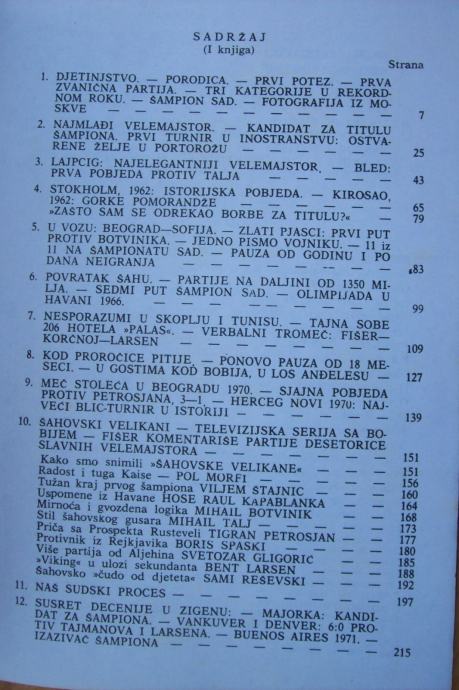 SADRŽAJ
(I knjiga)
Strana
1. DJETINJSTVO. — PORODICA. — PRVI POTEZ. — PRVA
ZVANIČNA PARTIJA. — TRI KATEGORIJE U REKORD-
NOM ROKU. — ŠAMPION SAD. — FOTOGRAFIJA IZ MO-
SKVE — — — — — — — — — — — 7
2. NAJMLAĐI VELEMAJSTOR. — KANDIDAT ZA TITULU
ŠAMPIONA. PRVI TURNIR U INOSTRANSTVU: OSTVA-
RENE ŽELJE U PORTOROŽU — — — — — — 25
3. LAJPCIG: NAJELEGANTNIJI VELEMAJSTOR. — BLED:
PRVA POBJEDA PROTIV TALJA — — — — — 43
4. STOKHOLM, 1962: ISTORIJSKA POBJEDA. — KIROSAO,
1962: GORKE POMORANDŽE — — — — — — 65
»ZAŠTO SAM SE ODREKAO BORBE ZA TITULU?« — 79
5. U VOZU: BEOGRAD—SOFIJA. — ZLATI PJASCI: PRVI PUT
PROTIV BOTVINIKA. — JEDNO PISMO VOJNIKU. — 11 iz
11 NA ŠAMPIONATU SAD. — PAUZA OD GODINU I PO
DANA NEIGRANJA — — — — — — — — 83
6. POVRATAK ŠAHU. — PARTIJE NA DALJINI OD 1350 MI-
LJA. — SEDMI PUT ŠAMPION SAD. — OLIMPIJADA U
HAVANI 1966. — — — — — — — — — 99
7. NESPORAZUMI U SKOPLJU I TUNISU. — TAJNA SOBE
206 HOTELA »PALAS«. — VERBALNI TROMEČ: FIŠER—
KORČNOJ—LARSEN — — — — — — — — 109
8. KOD PROROČICE PITIJE. — PONOVO PAUZA OD 18 ME-
SECI. — U GOSTIMA KOD BOBIJA, U LOS ANĐELESU — 127
9. MEČ STOLEĆA U BEOGRADU 1970. — SJAJNA POBJEDA
PROTIV PETROSJANA, 3—1. — HERCEG NOVI 1970: NAJ-
VEĆI BLIC-TURNIR U ISTORIJI — — — — — 139
10. ŠAHOVSKI VELIKANI — TELEVIZIJSKA SERIJA SA BO-
BIJEM — FIŠER KOMENTARIŠE PARTIJE DESETORICE
SLAVNIH VELEMAJSTORA — — — — — — 151
Kako smo snimili »ŠAHOVSKE VELIKANE« — — — 151
Radost i tuga Kaise — POL MORFI — — — — 156
Tužan kraj prvog šampiona VILJEM STAJNIC — — 160
Uspomene iz Havane HOSE RAUL KAPABLANKA — 164
Mirnoća i gvozdena logika MIHAIL BOTVINIK — — 168
Stil šahovskog gusara MIHAIL TALJ — — — — 173
Priča sa Prospekta Rusteveli TIGRAN PETROSJAN — 177
Protivnik iz Rejkjavika BORIS SPASKI — — — 180
Više partija od Aljehina SVETOZAR GLIGORIĆ — — 185
»Viking« u ulozi sekundanta BENT LARSEN — — 188
Šahovsko »čudo od djeteta« SAMI REŠEVSKI — — 192
11. NAŠ SUDSKI PROCES — — — — — — — 197
12. SUSRET DECENIJE U ZIGENU: — MAJORKA: KANDI-
DAT ZA ŠAMPIONA. — VANKUVER I DENVER: 6:0 PRO-
TIV TAJMANOVA I LARSENA. — BUENOS AIRES 1971. —
IZAZIVAČ ŠAMPIONA — — — — — — — 215